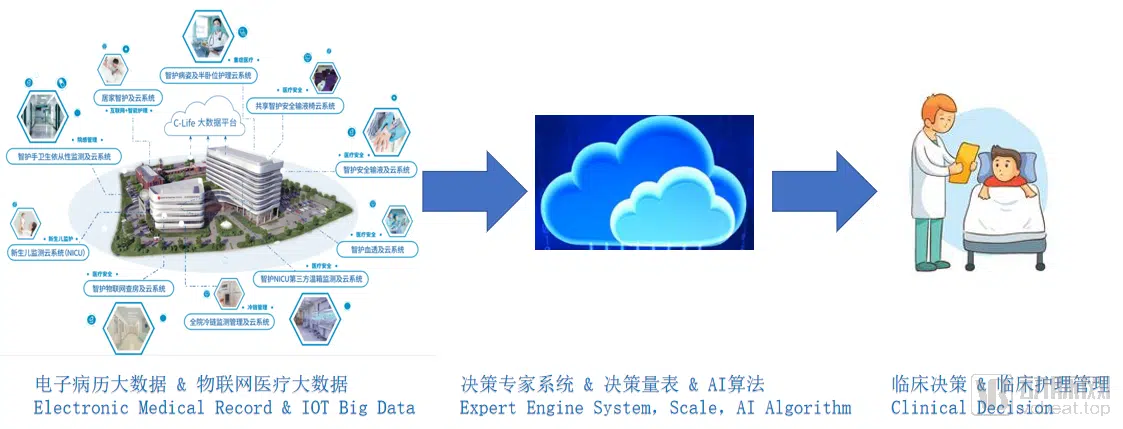 重症医疗
智护病姿及半卧位护理云系统
居家智护及云系统
互联网+智能护理
医疗安全
共享智护安全输液椅云系统
C-Life 大数据平台
院感管理
智护手卫生依从性监测及云系统
医疗安全
智护安全输液及云系统
新生儿监护
新生儿监测云系统(NICU)
医疗安全
智护血透及云系统
医疗安全
智护物联网查房及云系统
医疗安全
智护NICU第三方温箱监测及云系统
冷链管理
全院冷链监测管理及云系统
电子病历大数据 & 物联网医疗大数据
Electronic Medical Record & IOT Big Data
决策专家系统 & 决策量表 & AI算法
Expert Engine System, Scale, AI Algorithm
临床决策 & 临床护理管理
Clinical Decision
vcbeat.top